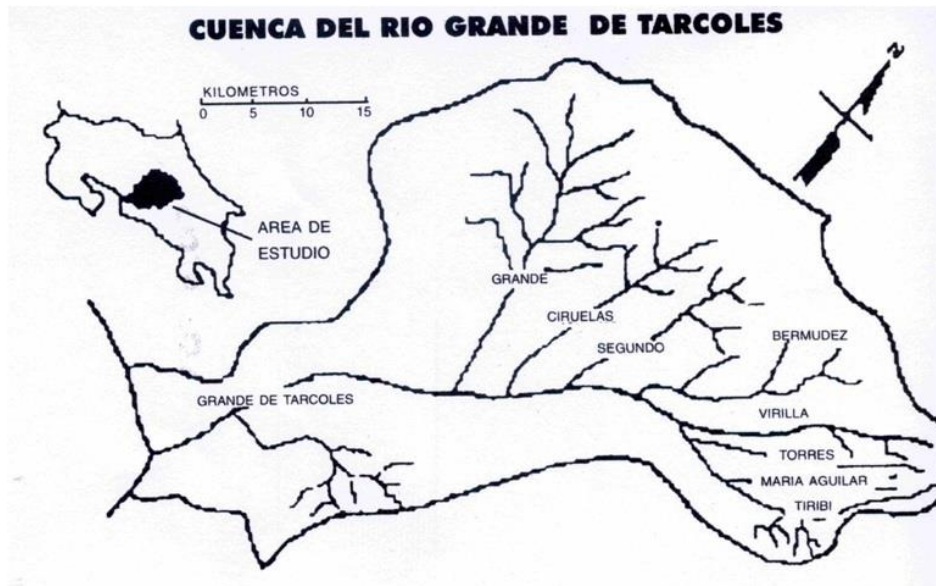 CUENCA DEL RIO GRANDE DE TARCOLES
KILOMETROS
0 5 10 15
N
AREA DE
ESTUDIO
GRANDE
CIRUELAS
SEGUNDO
BERMUDEZ
GRANDE DE TARCOLES
VIRILLA
TORRES
MARIA AGUILAR
TIRIBI